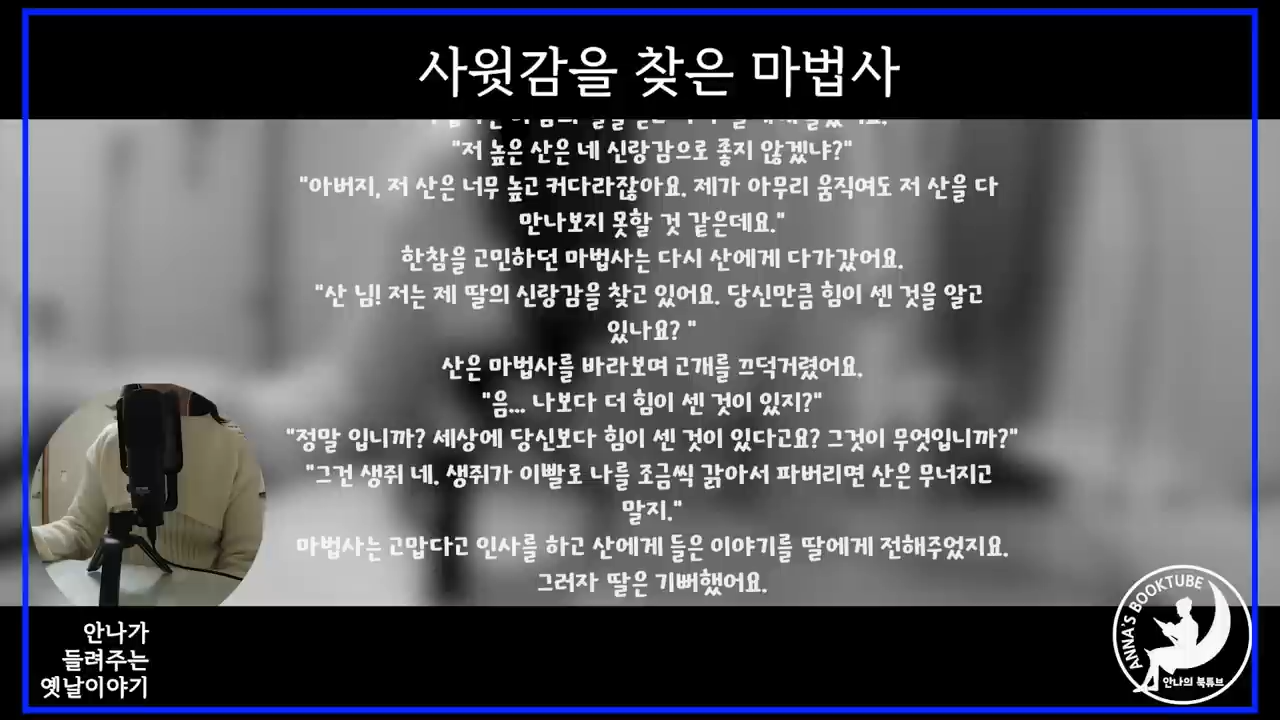 사윗감을 찾은 마법사
"저 높은 산은 네 신랑감으로 좋지 않겠냐?"
"아버지, 저 산은 너무 높고 커다라잖아요. 제가 아무리 움직여도 저 산을 다
만나보지 못할 것 같은데요."
한참을 고민하던 마법사는 다시 산에게 다가갔어요.
"산 님! 저는 제 딸의 신랑감을 찾고 있어요. 당신만큼 힘이 센 것을 알고
있나요? "
산은 마법사를 바라보며 고개를 끄덕거렸어요.
"음... 나보다 더 힘이 센 것이 있지?"
"정말 입니까? 세상에 당신보다 힘이 센 것이 있다고요? 그것이 무엇입니까?"
"그건 생쥐 네. 생쥐가 이빨로 나를 조금씩 갉아서 파버리면 산은 무너지고
말지."
마법사는 고맙다고 인사를 하고 산에게 들은 이야기를 딸에게 전해주었지요.
그러자 딸은 기뻐했어요.
안나가
들려주는
옛날이야기
ANNA'S BOOKTUBE
안나의 북튜브